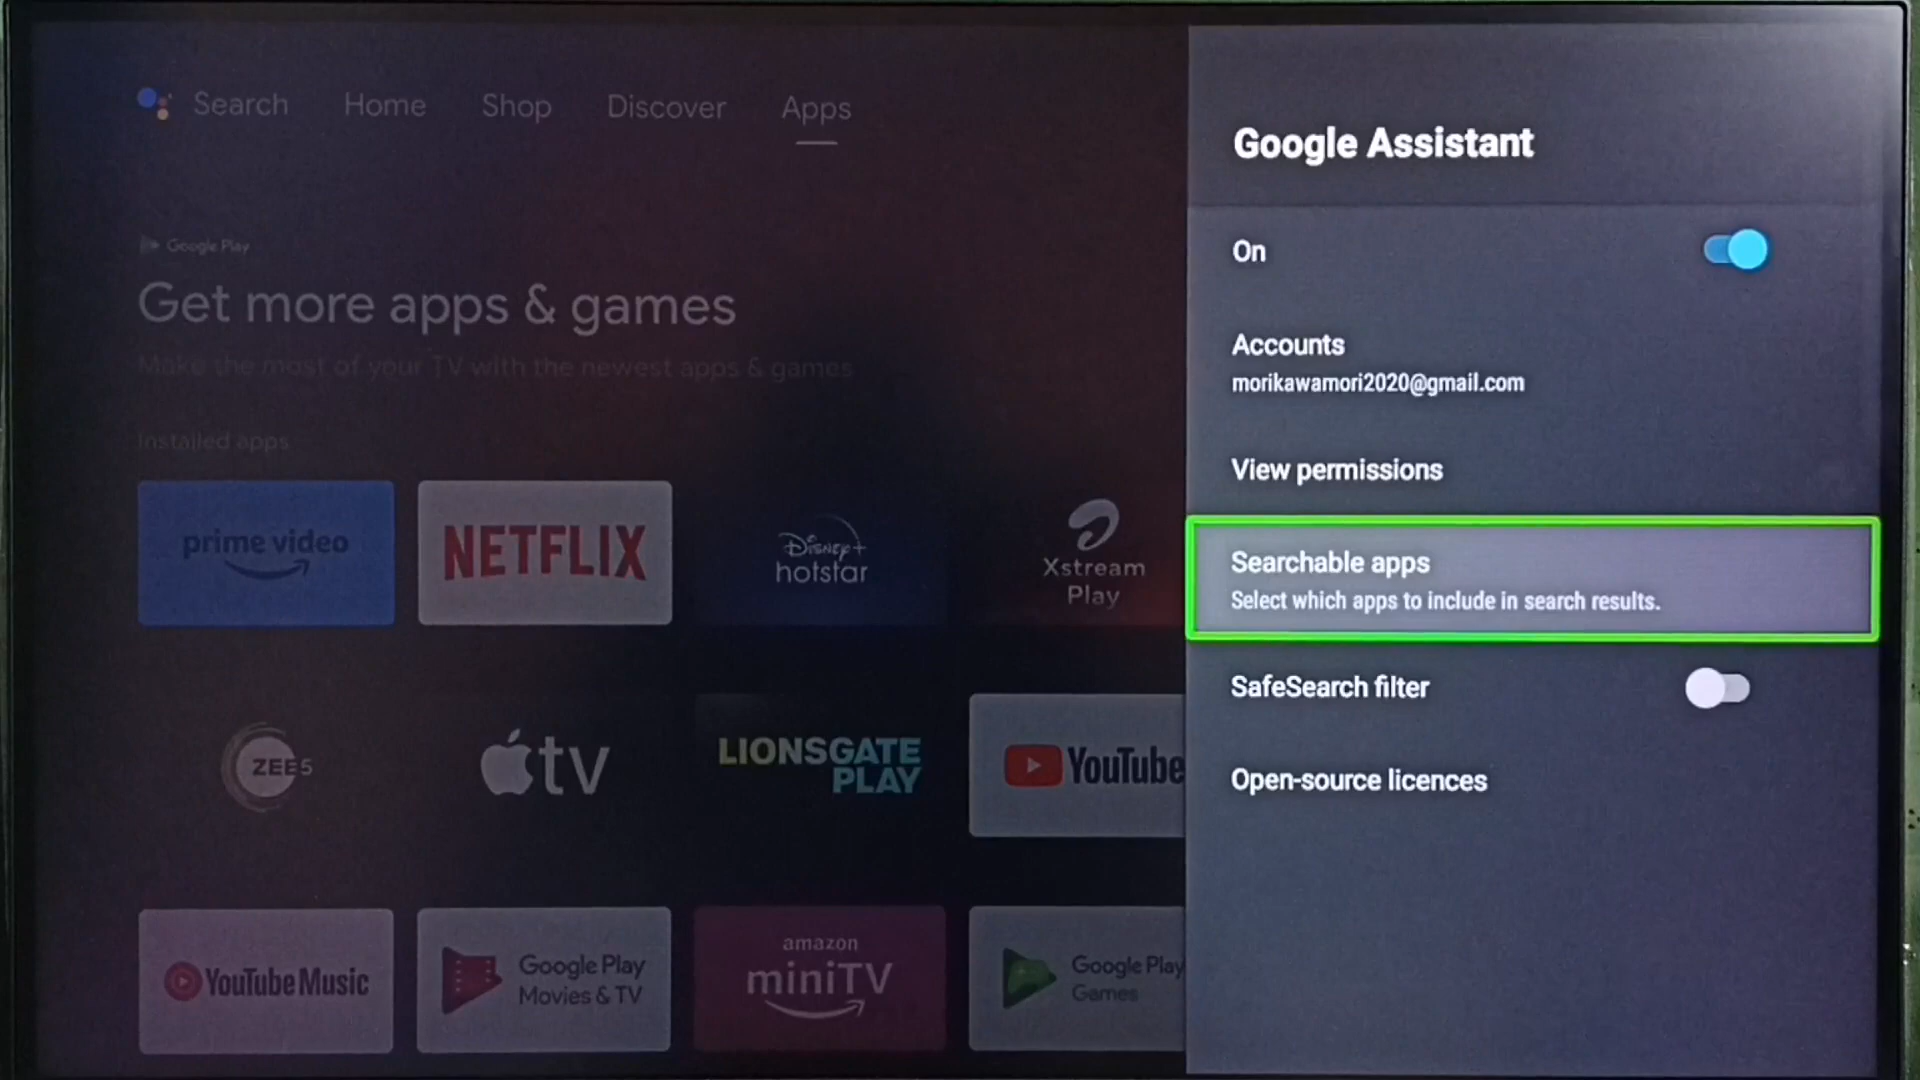 Search Home Shop Discover Apps
Google Play
Get more apps & games
Make the most of your TV with the newest apps & games
Installed apps
prime video
NETFLIX
Disney+
hotstar
Xstream
Play
ZEE5
tv
LIONSGATE
PLAY
YouTube
YouTube Music
Google Play
Movies & TV
amazon
miniTV
Google Play
Games
Google Assistant
On
Accounts
morikawamori2020@gmail.com
View permissions
Searchable apps
Select which apps to include in search results.
SafeSearch filter
Open-source licences